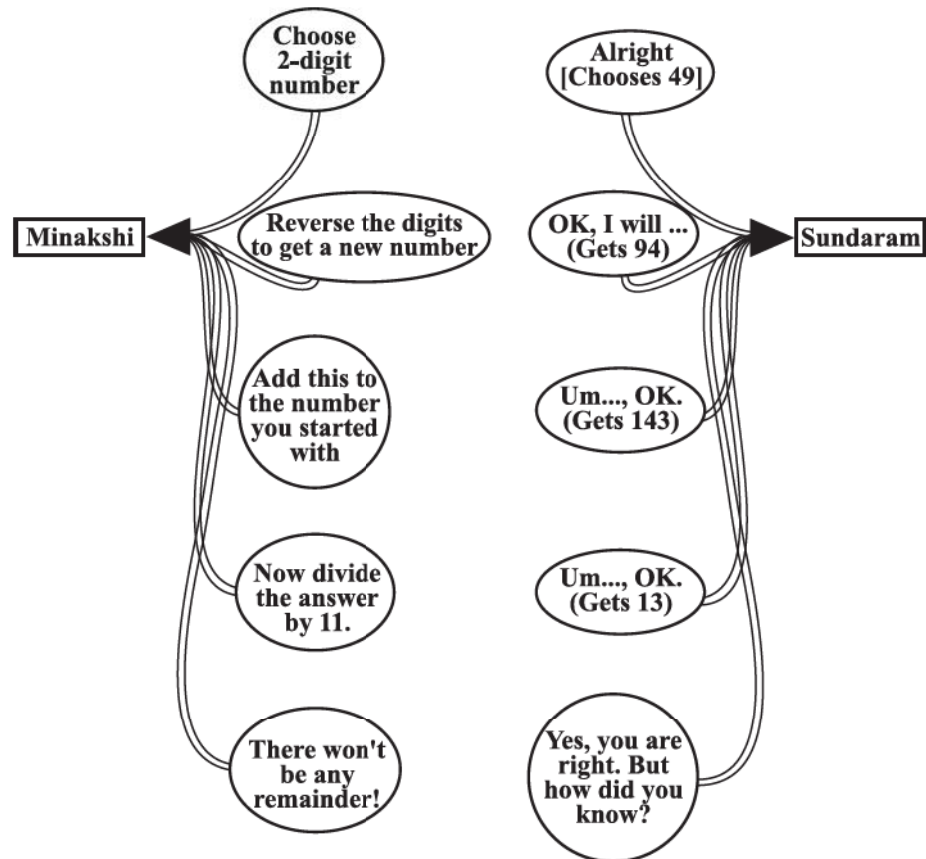 Choose
2-digit
number
Alright
[Chooses 49]
Minakshi
Reverse the digits
to get a new number
OK, I will ...
(Gets 94)
Sundaram
Add this to
the number
you started
with
Um..., OK.
(Gets 143)
Now divide
the answer
by 11.
Um..., OK.
(Gets 13)
There won't
be any
remainder!
Yes, you are
right. But
how did you
know?